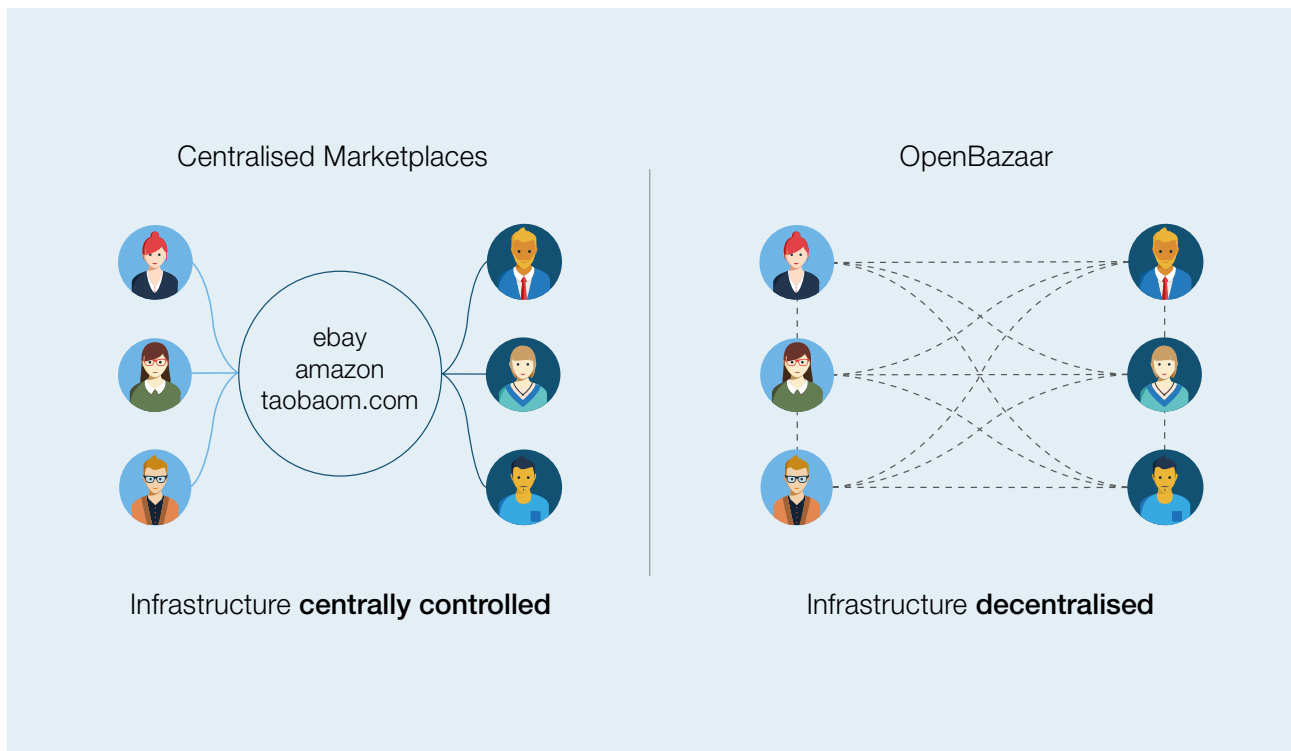 Centralised Marketplaces
ebay
amazon
taobaom.com
Infrastructure centrally controlled
OpenBazaar
Infrastructure decentralised